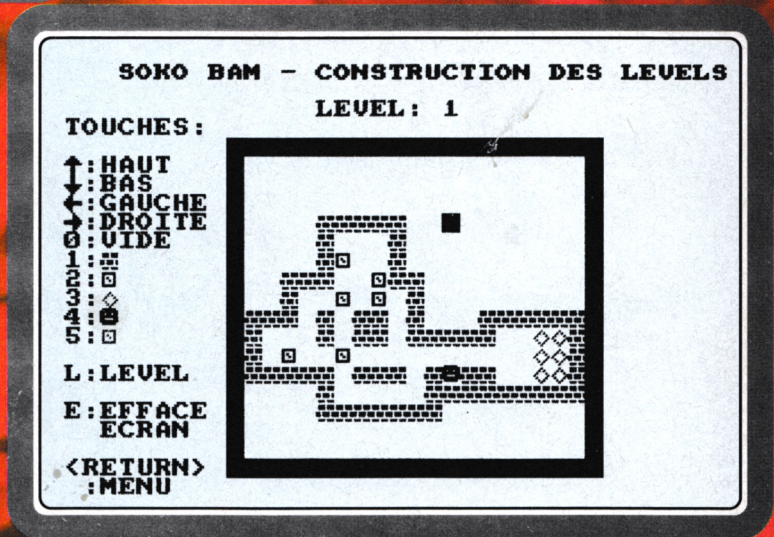 SOKO BAM - CONSTRUCTION DES LEVELS
LEVEL: 1
TOUCHES:
↑:HAUT
↓:BAS
←:GAUCHE
→:DROITE
0:VIDE
1:
2:
3:
4:
5:
L:LEVEL
E:EFFACE
ECRAN
<RETURN>
:MENU